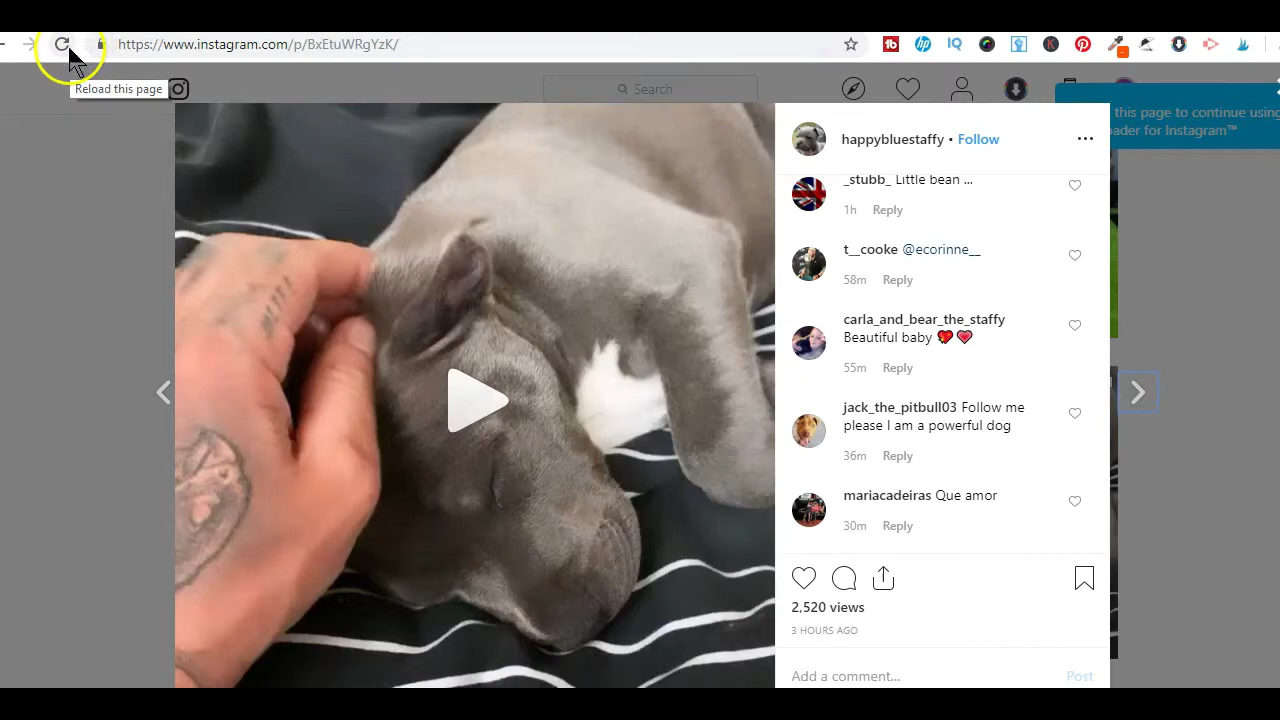 https://www.instagram.com/p/BxEtuWRgYzK/
Reload this page
Search
this page to continue using
ader for Instagram™
happybluestaffy • Follow
_stubb_ Little bean ...
1h Reply
t__cooke @ecorinne__
58m Reply
carla_and_bear_the_staffy
Beautiful baby
55m Reply
jack_the_pitbull03 Follow me
please I am a powerful dog
36m Reply
mariacadeiras Que amor
30m Reply
2,520 views
3 HOURS AGO
Add a comment... Post